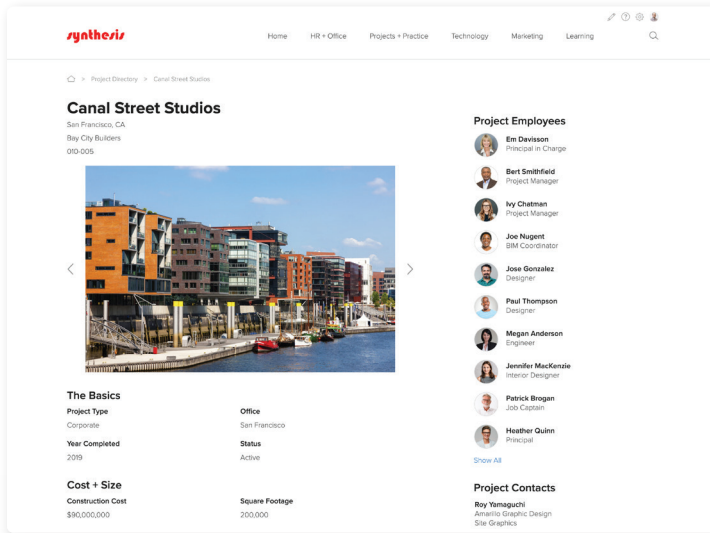 synthesis
Home
HR + Office
Projects + Practice
Technology
Marketing
Learning
> Project Directory > Canal Street Studios
Canal Street Studios
San Francisco, CA
Bay City Builders
010-005
The Basics
Project Type
Corporate
Office
San Francisco
Year Completed
2019
Status
Active
Cost + Size
Construction Cost
$90,000,000
Square Footage
200,000
Project Employees
Em Davisson
Principal in Charge
Bert Smithfield
Project Manager
Ivy Chatman
Project Manager
Joe Nugent
BIM Coordinator
Jose Gonzalez
Designer
Paul Thompson
Designer
Megan Anderson
Engineer
Jennifer MacKenzie
Interior Designer
Patrick Brogan
Job Captain
Heather Quinn
Principal
Show All
Project Contacts
Roy Yamaguchi
Amarillo Graphic Design
Site Graphics